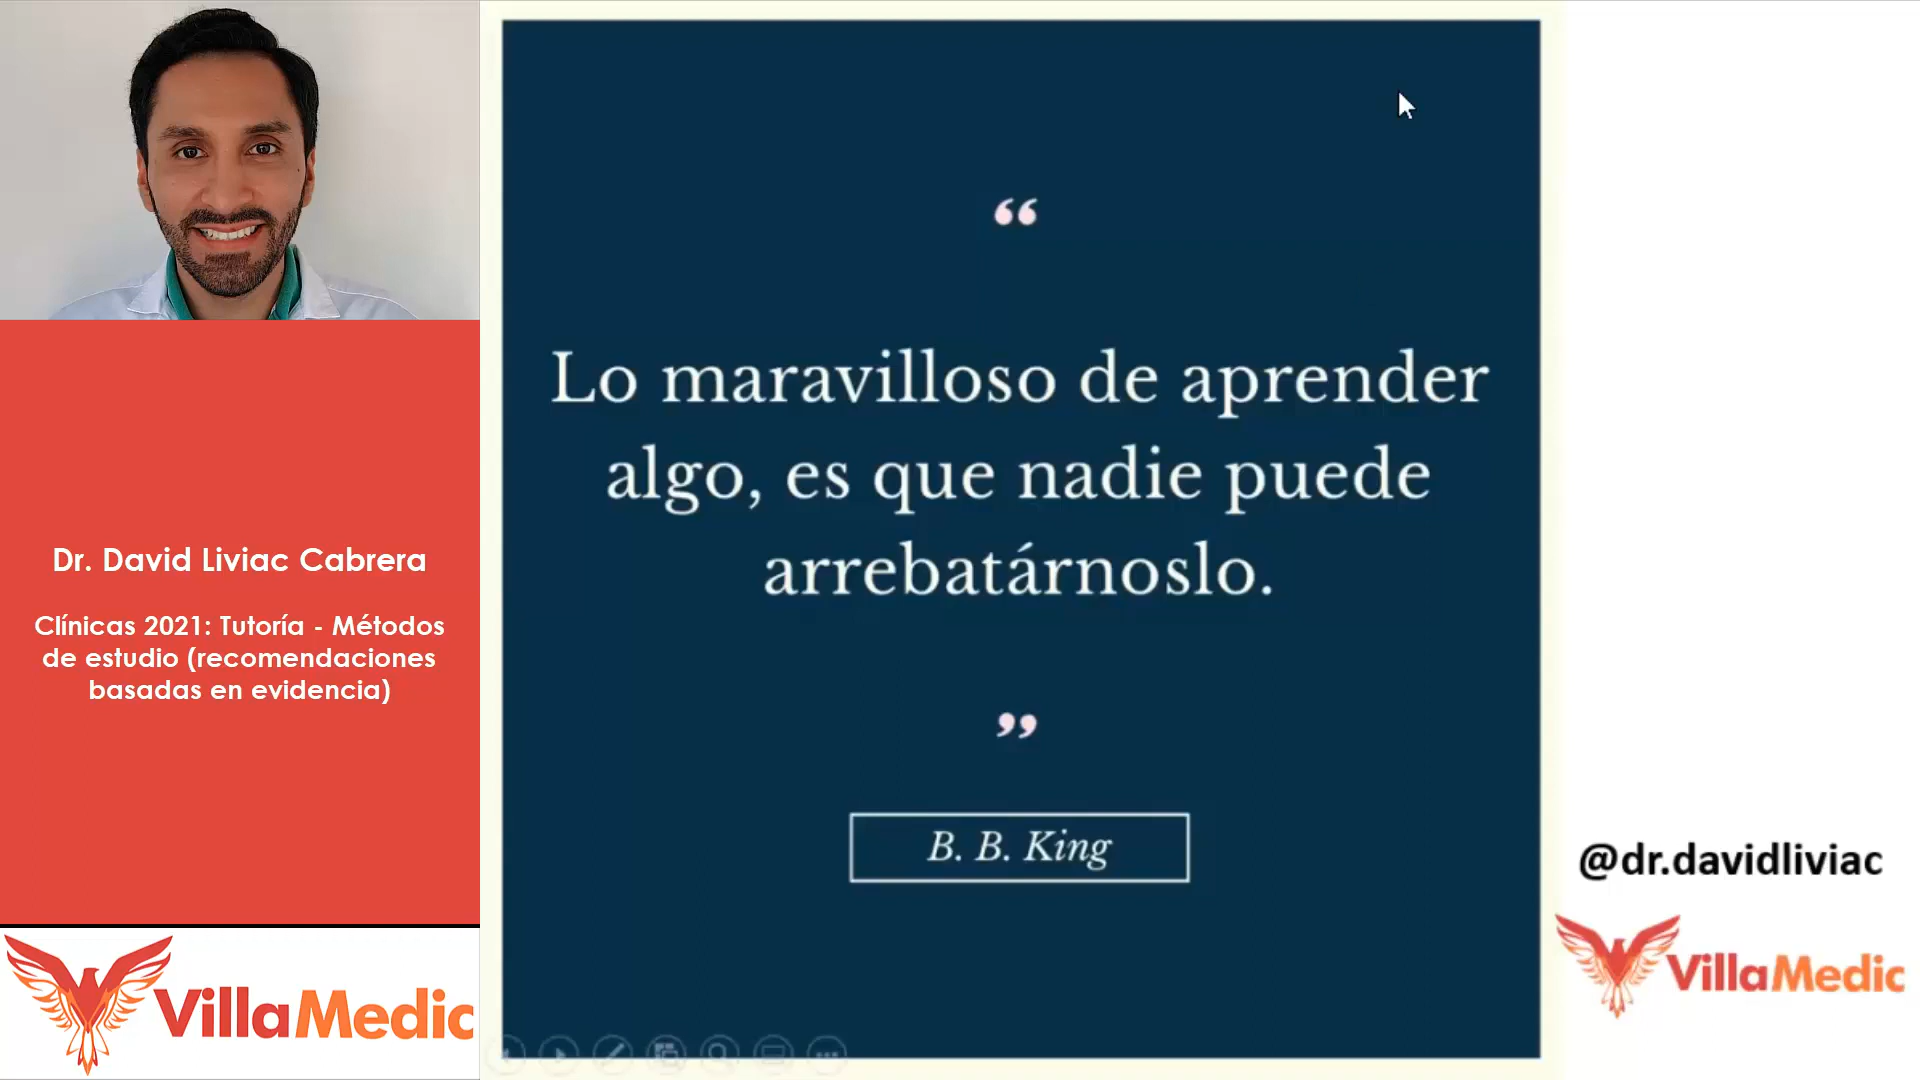 Dr. David Liviac Cabrera
Clínicas 2021: Tutoría - Métodos
de estudio (recomendaciones
basadas en evidencia)
VillaMedic
“
Lo maravilloso de aprender
algo, es que nadie puede
arrebatárnoslo.
”
B. B. King
@dr.davidliviac
VillaMedic